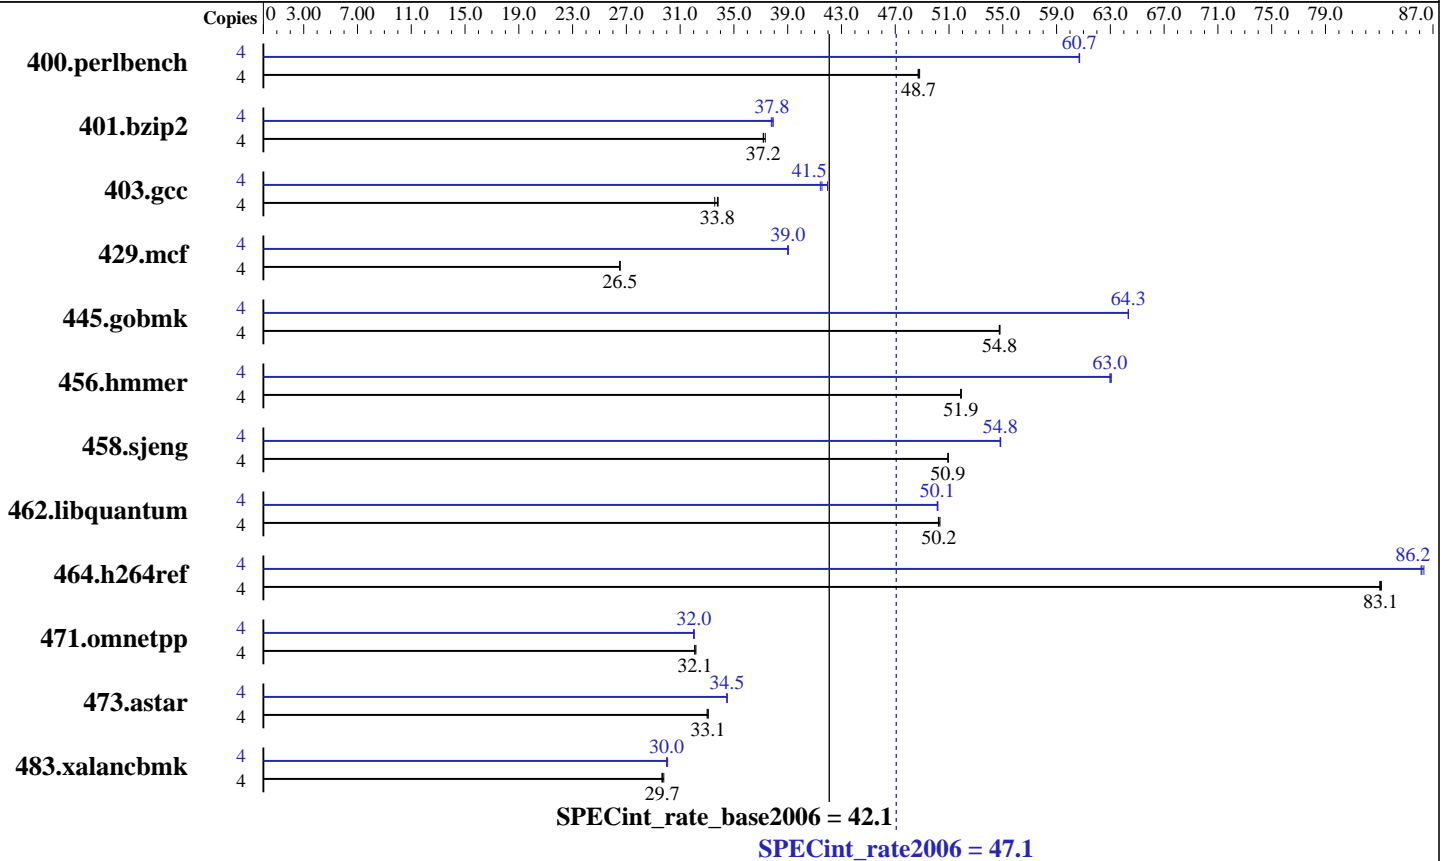 Copies 0 3.00 7.00 11.0 15.0 19.0 23.0 27.0 31.0 35.0 39.0 43.0 47.0 51.0 55.0 59.0 63.0 67.0 71.0 75.0 79.0 87.0
400.perlbench 4 60.7
4 48.7
401.bzip2 4 37.8
4 37.2
403.gcc 4 41.5
4 33.8
429.mcf 4 39.0
4 26.5
445.gobmk 4 64.3
4 54.8
456.hmmer 4 63.0
4 51.9
458.sjeng 4 54.8
4 50.9
462.libquantum 4 50.1
4 50.2
464.h264ref 4 86.2
4 83.1
471.omnetpp 4 32.0
4 32.1
473.astar 4 34.5
4 33.1
483.xalancbmk 4 30.0
4 29.7
SPECint_rate_base2006 = 42.1
SPECint_rate2006 = 47.1